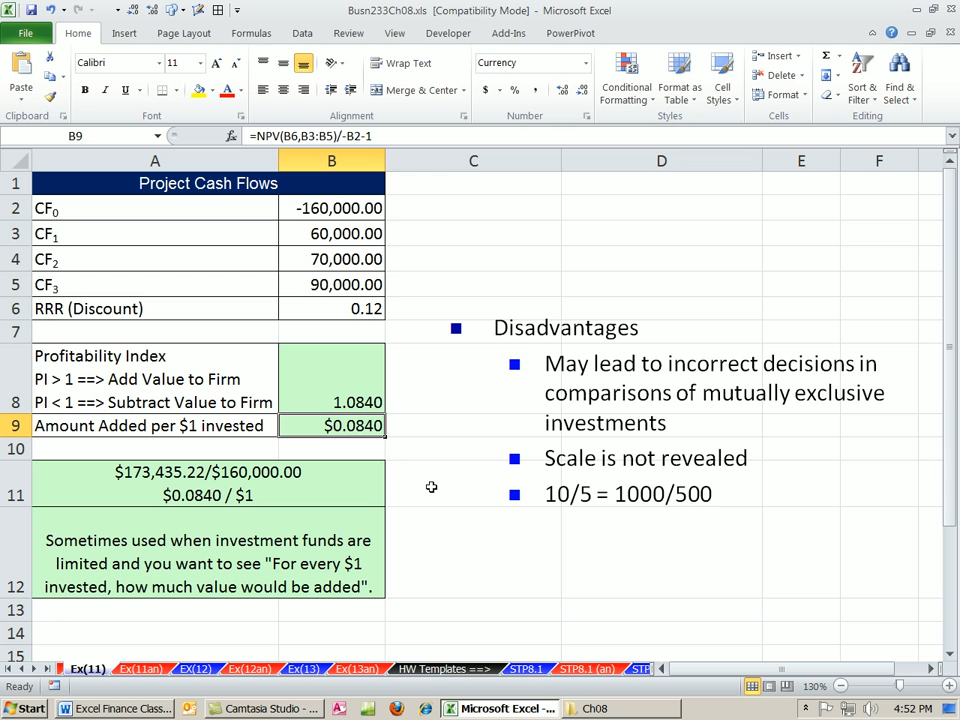 Busn233Ch08.xls [Compatibility Mode] - Microsoft Excel
File Home Insert Page Layout Formulas Data Review View Developer Add-Ins PowerPivot
Paste
Calibri 11
B I U
Wrap Text
Merge & Center
Currency
$ % ,
Conditional Formatting
Format as Table
Cell Styles
Insert
Delete
Format
Sort & Filter
Find & Select
Clipboard Font Alignment Number Styles Cells Editing
B9 fx =NPV(B6,B3:B5)/-B2-1
A B C D E F
1 Project Cash Flows
2 CF0 -160,000.00
3 CF1 60,000.00
4 CF2 70,000.00
5 CF3 90,000.00
6 RRR (Discount) 0.12
7
Profitability Index
PI > 1 ==> Add Value to Firm
8 PI < 1 ==> Subtract Value to Firm 1.0840
9 Amount Added per $1 invested $0.0840
10
$173,435.22/$160,000.00
11 $0.0840 / $1
Sometimes used when investment funds are
limited and you want to see "For every $1
12 invested, how much value would be added".
13
14
15
Disadvantages
May lead to incorrect decisions in
comparisons of mutually exclusive
investments
Scale is not revealed
10/5 = 1000/500
Ex(11) Ex(11an) EX(12) Ex(12an) Ex(13) Ex(13an) HW Templates ==> STP8.1 STP8.1 (an) STP
Ready 130%
Start Excel Finance Class... Camtasia Studio - ... Microsoft Excel -... Ch08 4:52 PM